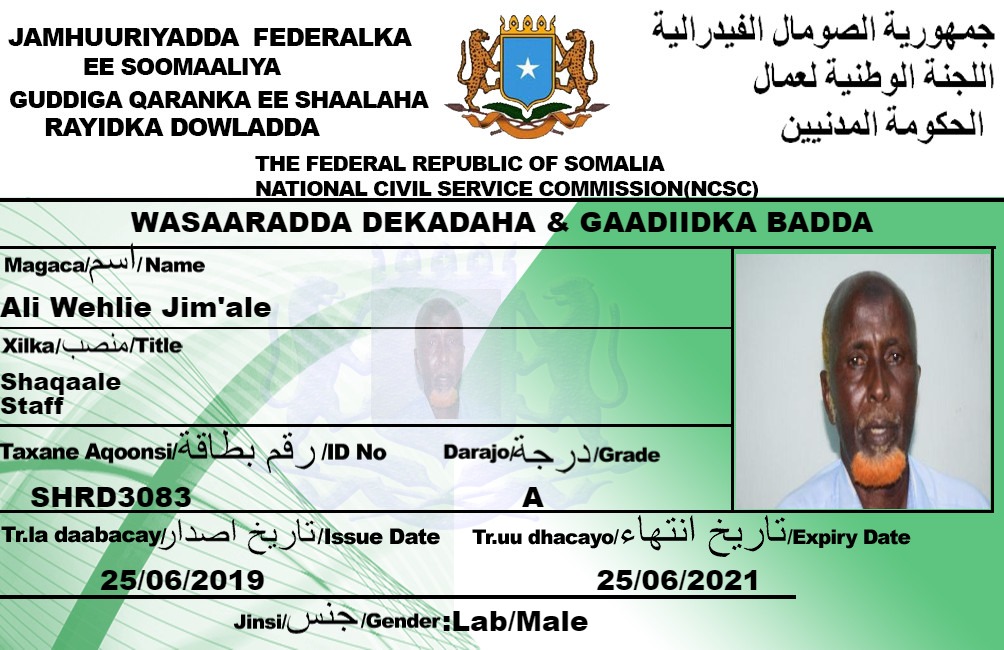 JAMHUURIYADDA FEDERALKA
EE SOOMAALIYA
GUDDIGA QARANKA EE SHAALAHA
RAYIDKA DOWLADDA
جمهورية الصومال الفيدرالية
اللجنة الوطنية لعمال
الحكومة المدنيين
THE FEDERAL REPUBLIC OF SOMALIA
NATIONAL CIVIL SERVICE COMMISSION(NCSC)
WASAARADDA DEKADAHA & GAADIIDKA BADDA
Magaca/اسم/Name
Ali Wehlie Jim'ale
Xilka/منصب/Title
Shaqaale
Staff
Taxane Aqoonsi/رقم بطاقة/ID No
SHRD3083
Darajo/درجة/Grade
A
Tr.la daabacay/تاريخ اصدار/Issue Date
25/06/2019
Tr.uu dhacayo/تاريخ انتهاء/Expiry Date
25/06/2021
Jinsi/جنس/Gender:Lab/Male